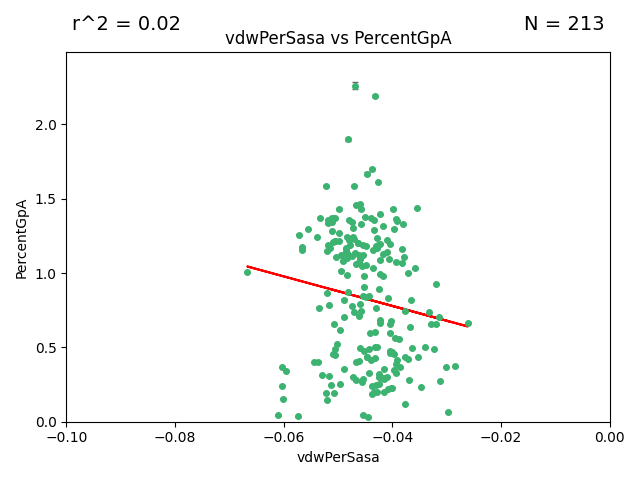 r^2 = 0.02
N = 213
vdwPerSasa vs PercentGpA
PercentGpA
2.0
1.5
1.0
0.5
0.0
−0.10
−0.08
−0.06
−0.04
−0.02
0.00
vdwPerSasa